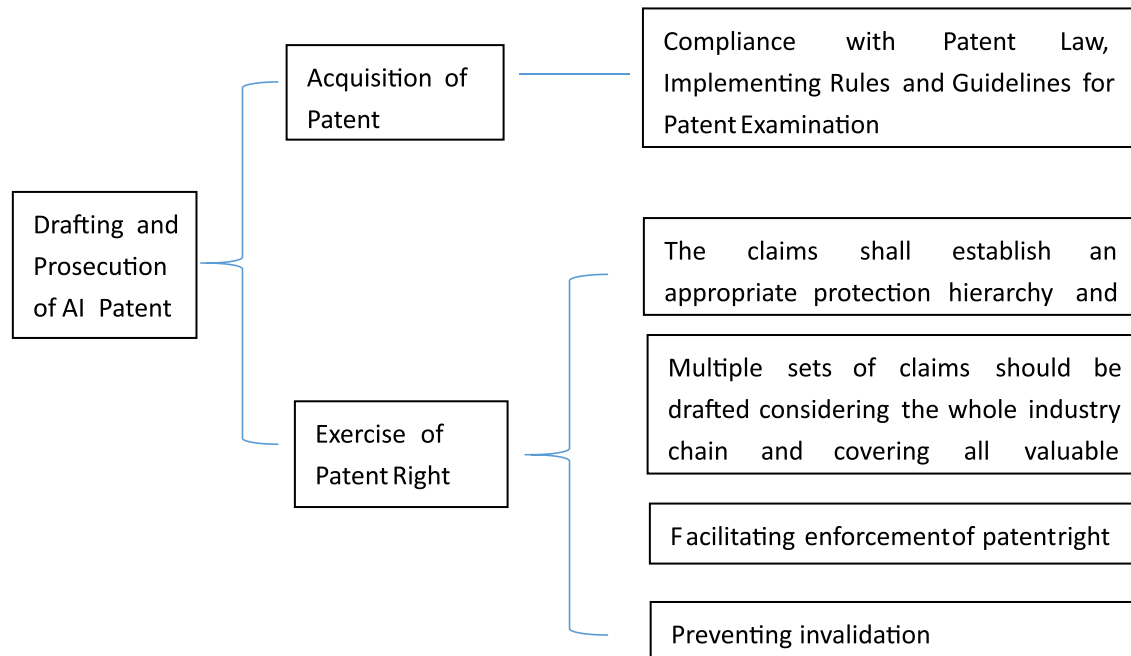 Drafting and
Prosecution
of AI Patent
Acquisition of
Patent
Compliance with Patent Law,
Implementing Rules and Guidelines for
Patent Examination
Exercise of
Patent Right
The claims shall establish an
appropriate protection hierarchy and
Multiple sets of claims should be
drafted considering the whole industry
chain and covering all valuable
Facilitating enforcement of patent right
Preventing invalidation